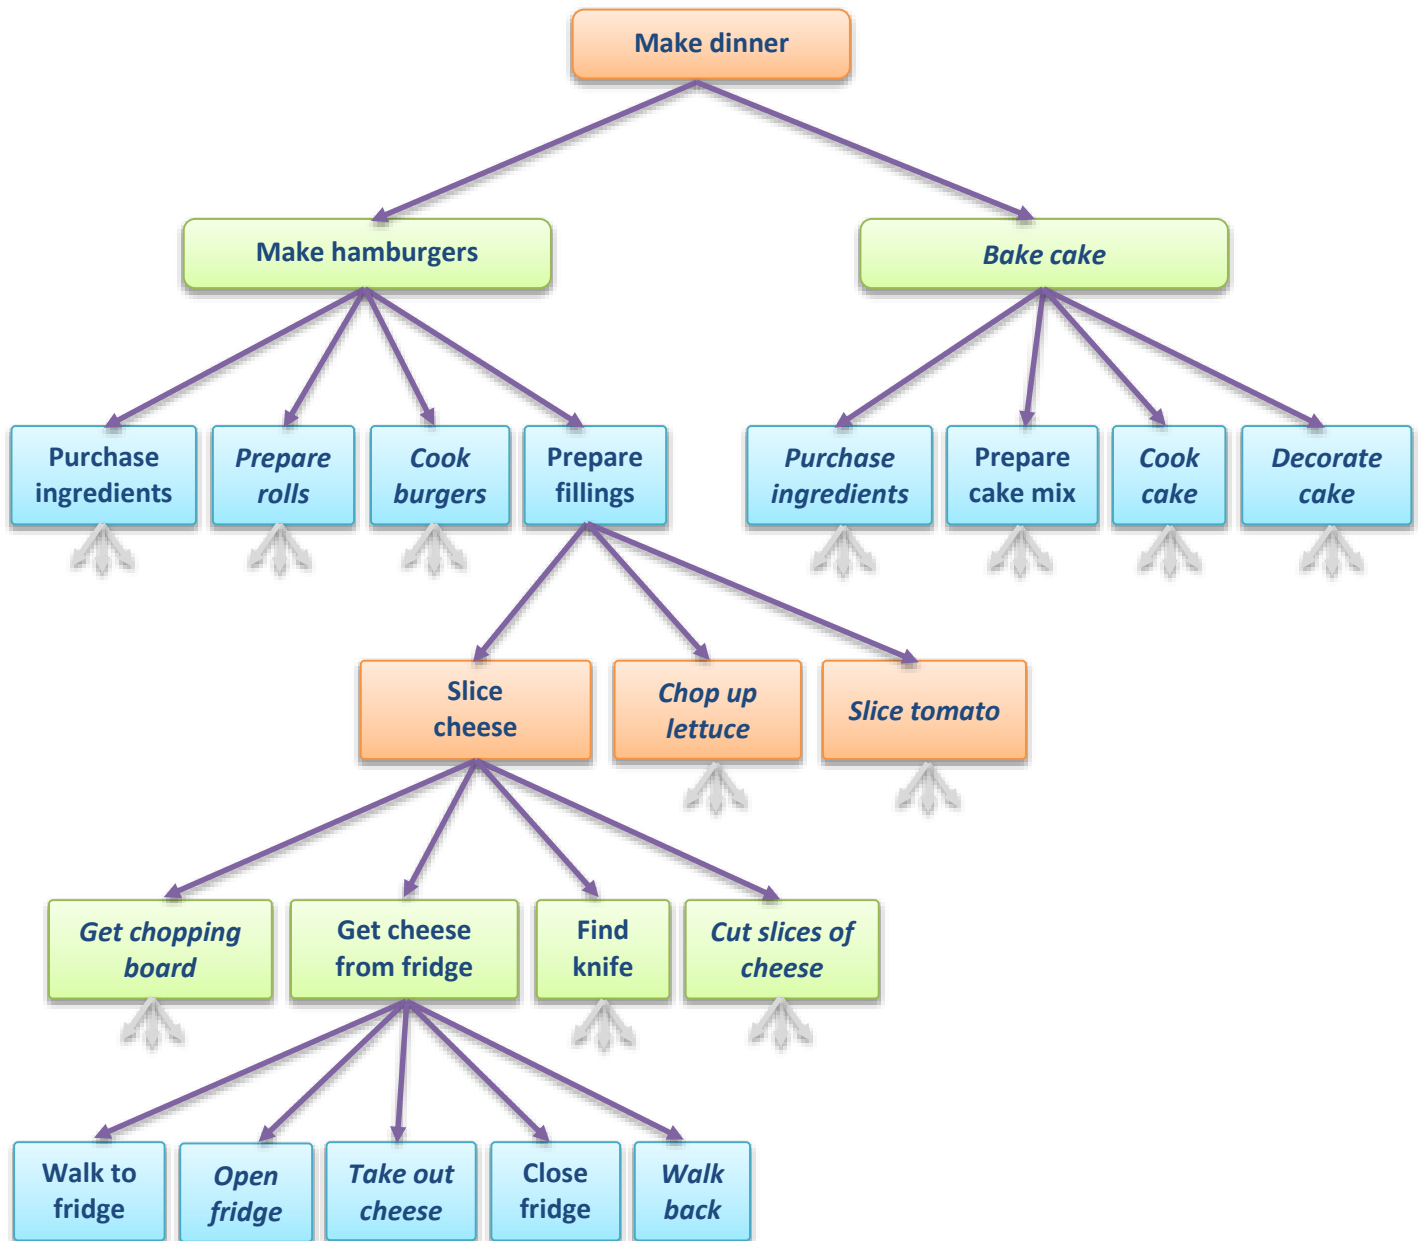 Make dinner
Make hamburgers
Bake cake
Purchase
ingredients
Prepare
rolls
Cook
burgers
Prepare
fillings
Purchase
ingredients
Prepare
cake mix
Cook
cake
Decorate
cake
Slice
cheese
Chop up
lettuce
Slice tomato
Get chopping
board
Get cheese
from fridge
Find
knife
Cut slices of
cheese
Walk to
fridge
Open
fridge
Take out
cheese
Close
fridge
Walk
back